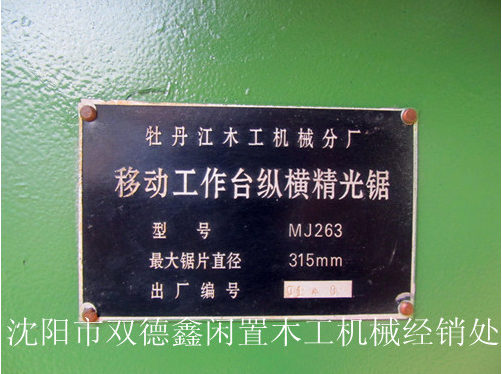 牡丹江木工机械分厂
移动工作台纵横精光锯
型号 MJ263
最大锯片直径 315mm
出厂编号
沈阳市双德鑫闲置木工机械经销处